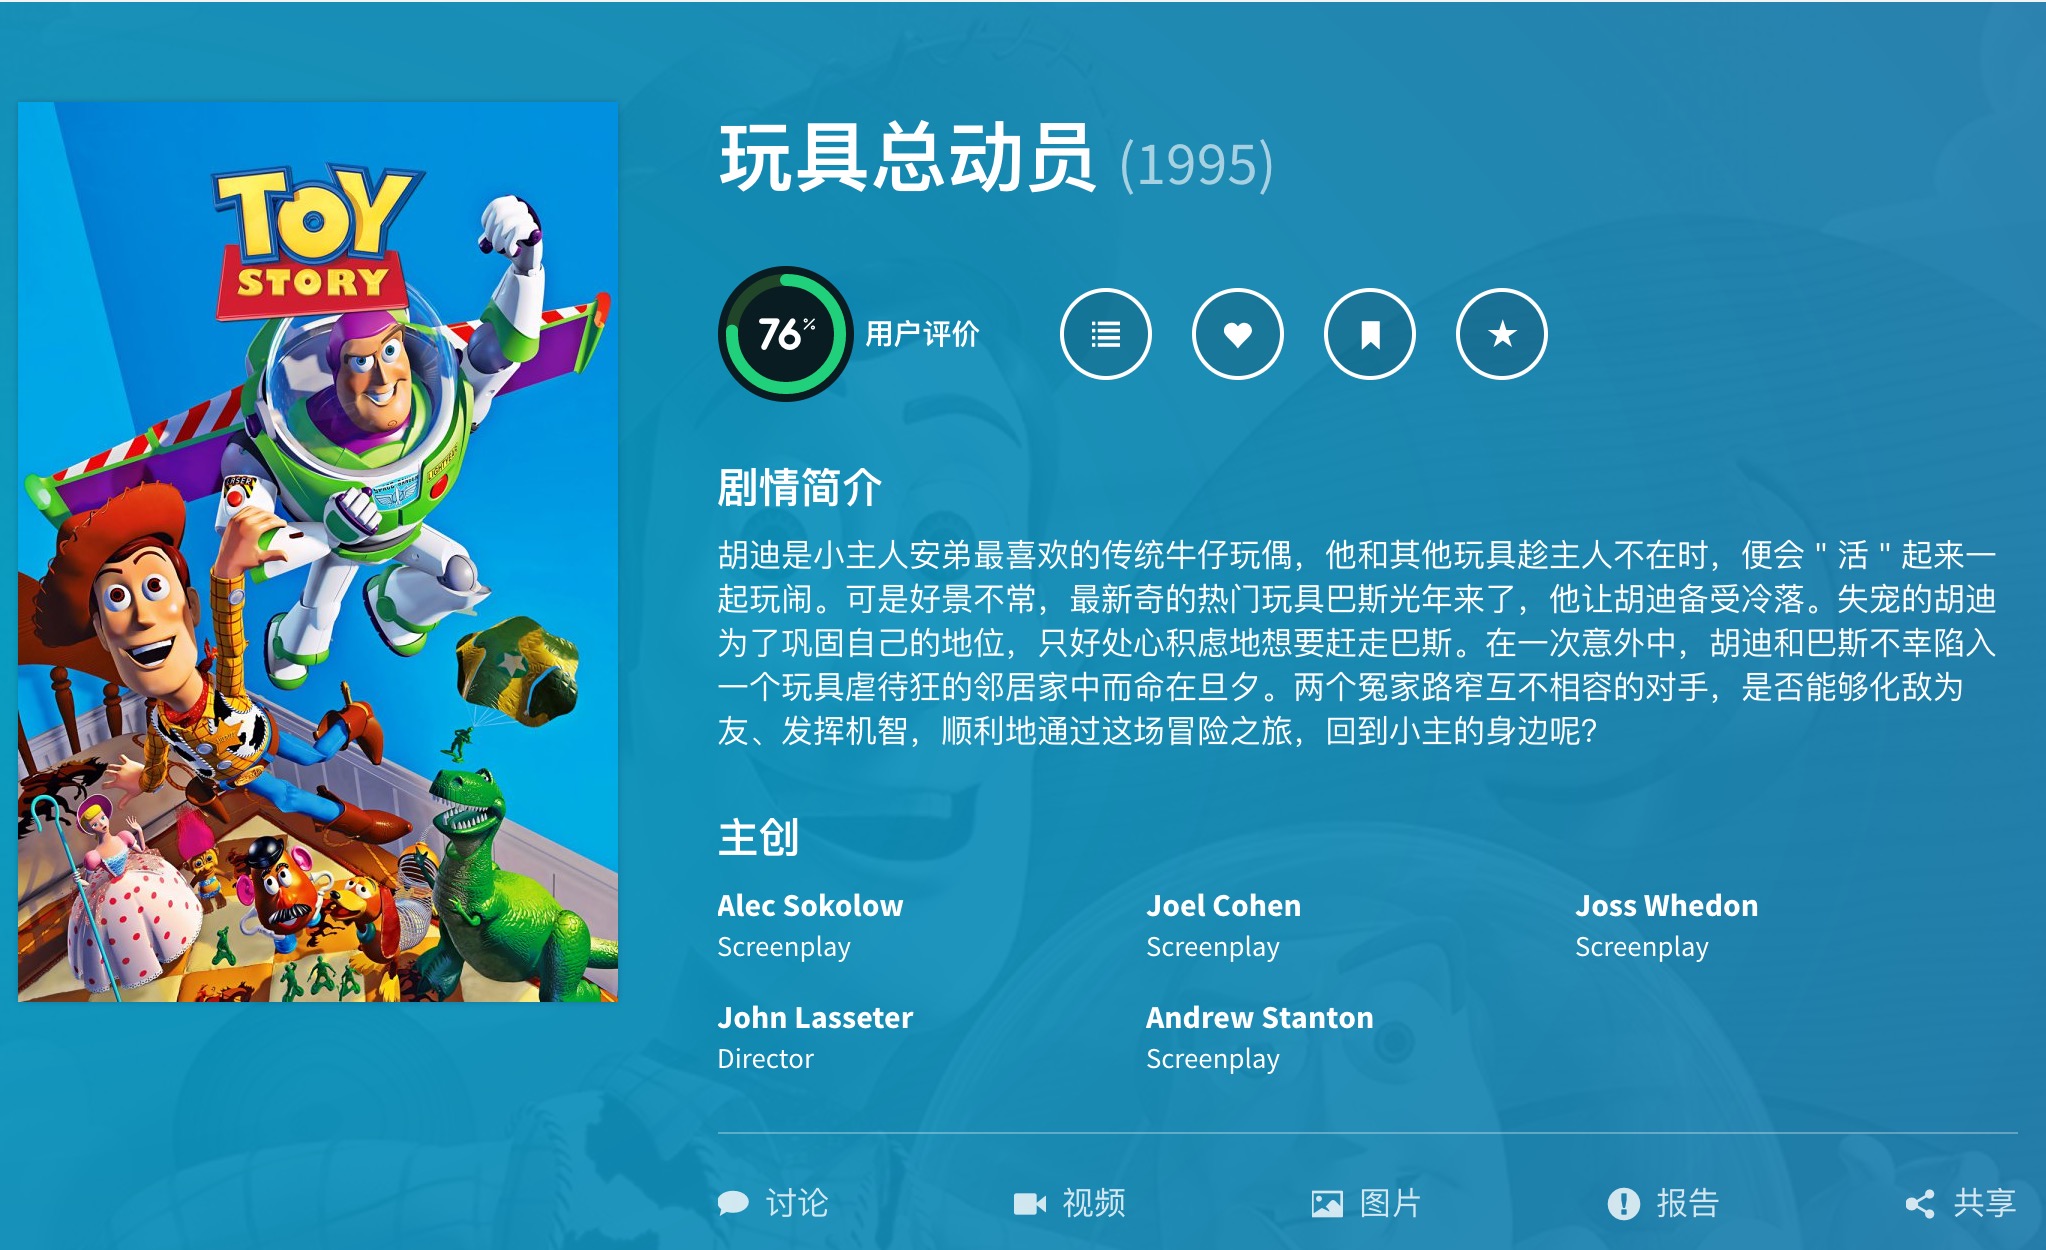 TOY
STORY
LASER
SPACE RANGER
LIGHTYEAR
玩具总动员 (1995)
76%
用户评价
剧情简介
胡迪是小主人安弟最喜欢的传统牛仔玩偶，他和其他玩具趁主人不在时，便会 " 活 " 起来一
起玩闹。可是好景不常，最新奇的热门玩具巴斯光年来了，他让胡迪备受冷落。失宠的胡迪
为了巩固自己的地位，只好处心积虑地想要赶走巴斯。在一次意外中，胡迪和巴斯不幸陷入
一个玩具虐待狂的邻居家中而命在旦夕。两个冤家路窄互不相容的对手，是否能够化敌为
友、发挥机智，顺利地通过这场冒险之旅，回到小主的身边呢？
主创
Alec Sokolow
Screenplay
Joel Cohen
Screenplay
Joss Whedon
Screenplay
John Lasseter
Director
Andrew Stanton
Screenplay
讨论
视频
图片
报告
共享